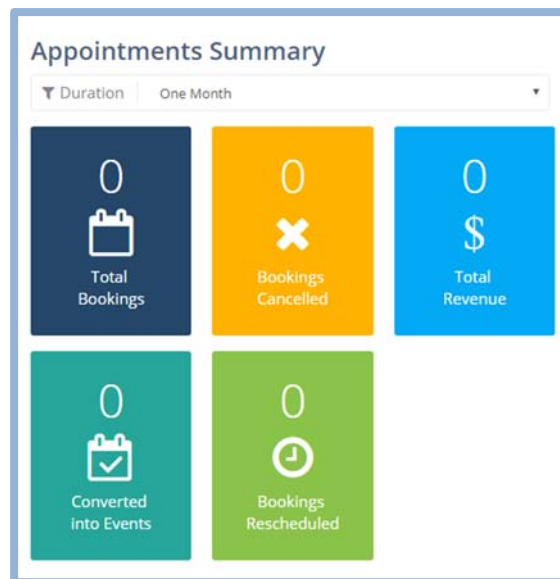 Appointments Summary
Duration One Month
0
Total
Bookings
0
Bookings
Cancelled
0
$
Total
Revenue
0
Converted
into Events
0
Bookings
Rescheduled